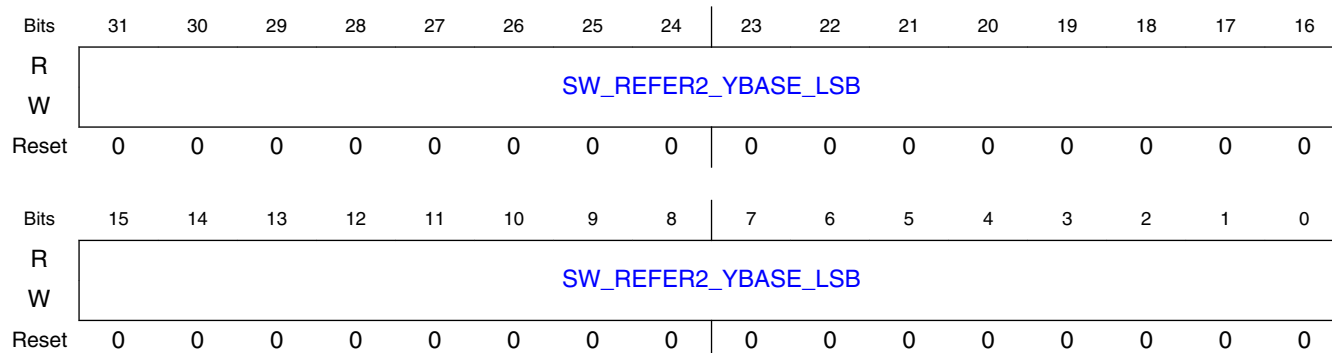 Bits 31 30 29 28 27 26 25 24 23 22 21 20 19 18 17 16
R
SW_REFER2_YBASE_LSB
W
Reset 0 0 0 0 0 0 0 0 0 0 0 0 0 0 0 0
Bits 15 14 13 12 11 10 9 8 7 6 5 4 3 2 1 0
R
SW_REFER2_YBASE_LSB
W
Reset 0 0 0 0 0 0 0 0 0 0 0 0 0 0 0 0